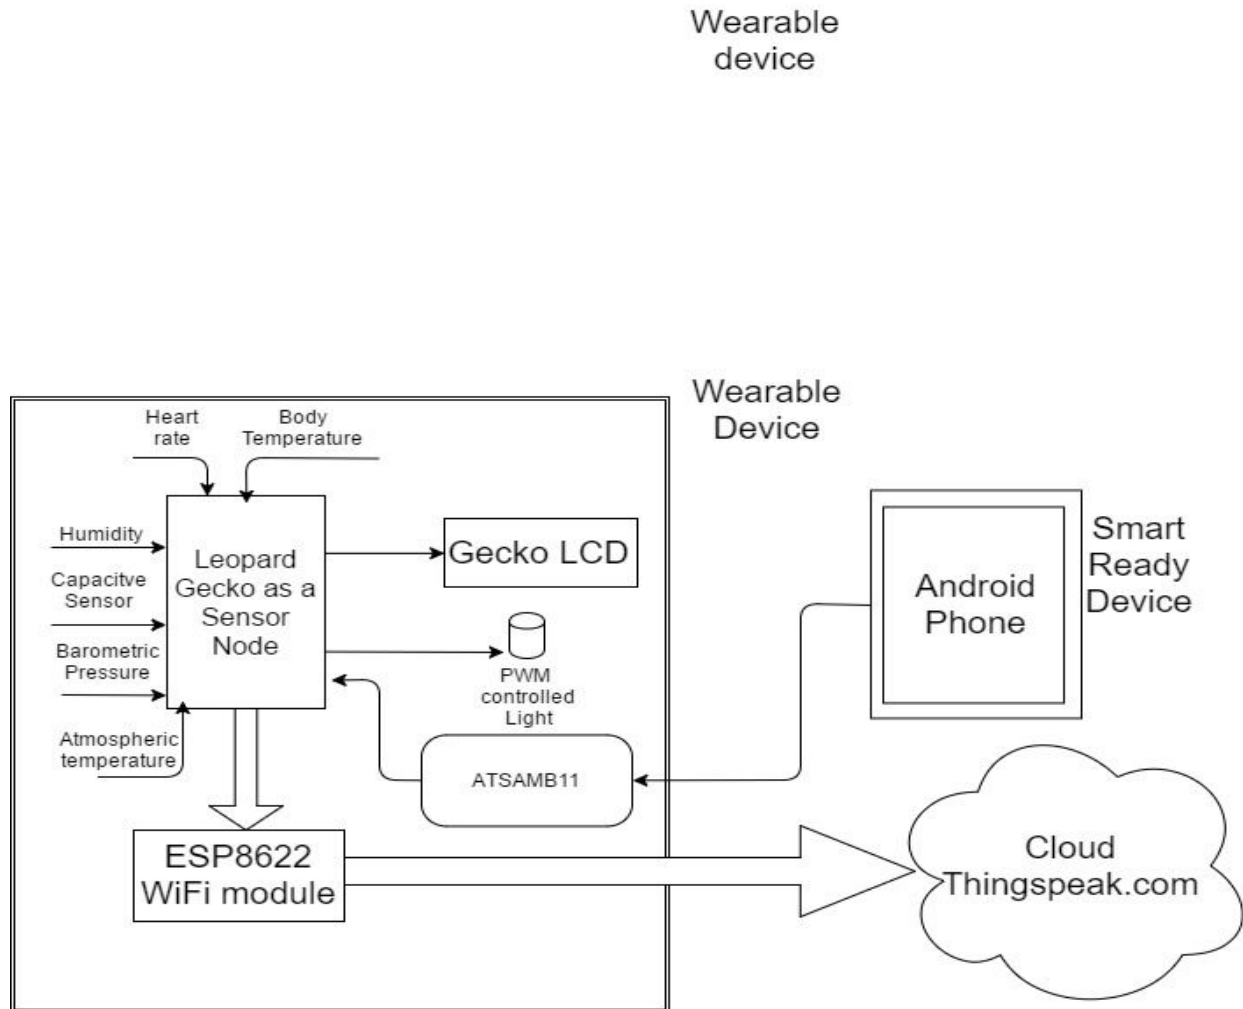 Wearable
device
Wearable
Device
Heart
rate
Body
Temperature
Humidity
Capacitve
Sensor
Barometric
Pressure
Atmospheric
temperature
Leopard
Gecko as a
Sensor
Node
Gecko LCD
PWM
controlled
Light
ATSAMB11
ESP8622
WiFi module
Android
Phone
Smart
Ready
Device
Cloud
Thingspeak.com